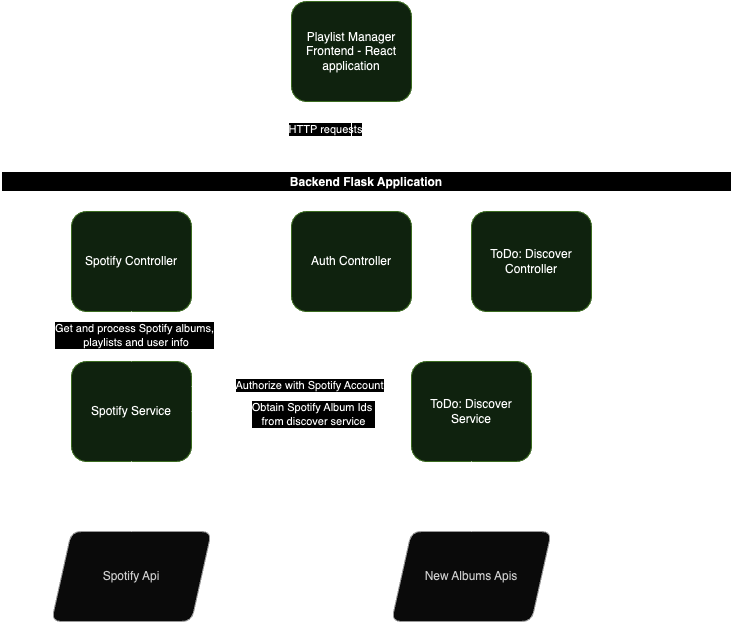 Playlist Manager
Frontend - React
application
HTTP requests
Backend Flask Application
Spotify Controller
Auth Controller
ToDo: Discover
Controller
Get and process Spotify albums,
playlists and user info
Spotify Service
Authorize with Spotify Account
Obtain Spotify Album Ids
from discover service
ToDo: Discover
Service
Spotify Api
New Albums Apis